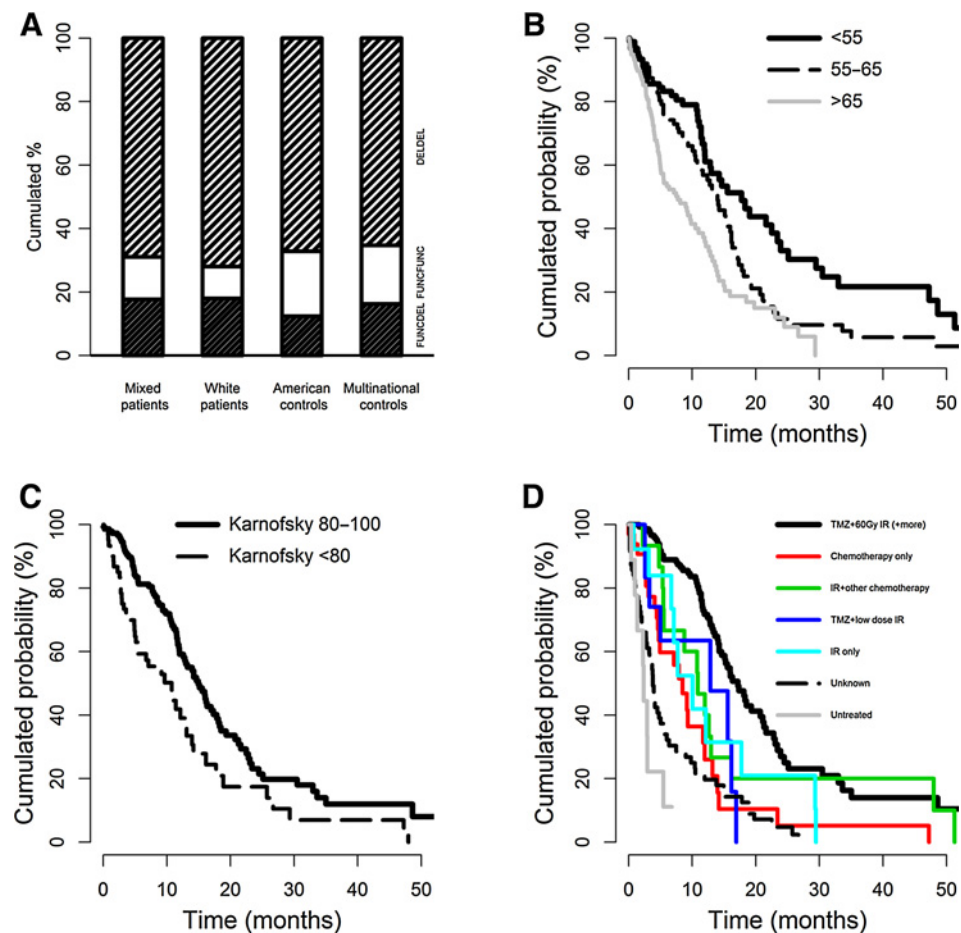 A
Cumulated %
100
80
60
40
20
0
DELDEL
FUNCFUNC
FUNCDEL
Mixed patients
White patients
American controls
Multinational controls
B
Cumulated probability (%)
100
80
60
40
20
0
<55
55–65
>65
0 10 20 30 40 50
Time (months)
C
Cumulated probability (%)
100
80
60
40
20
0
Karnofsky 80–100
Karnofsky <80
0 10 20 30 40 50
Time (months)
D
Cumulated probability (%)
100
80
60
40
20
0
TMZ+60Gy IR (+more)
Chemotherapy only
IR+other chemotherapy
TMZ+low dose IR
IR only
Unknown
Untreated
0 10 20 30 40 50
Time (months)